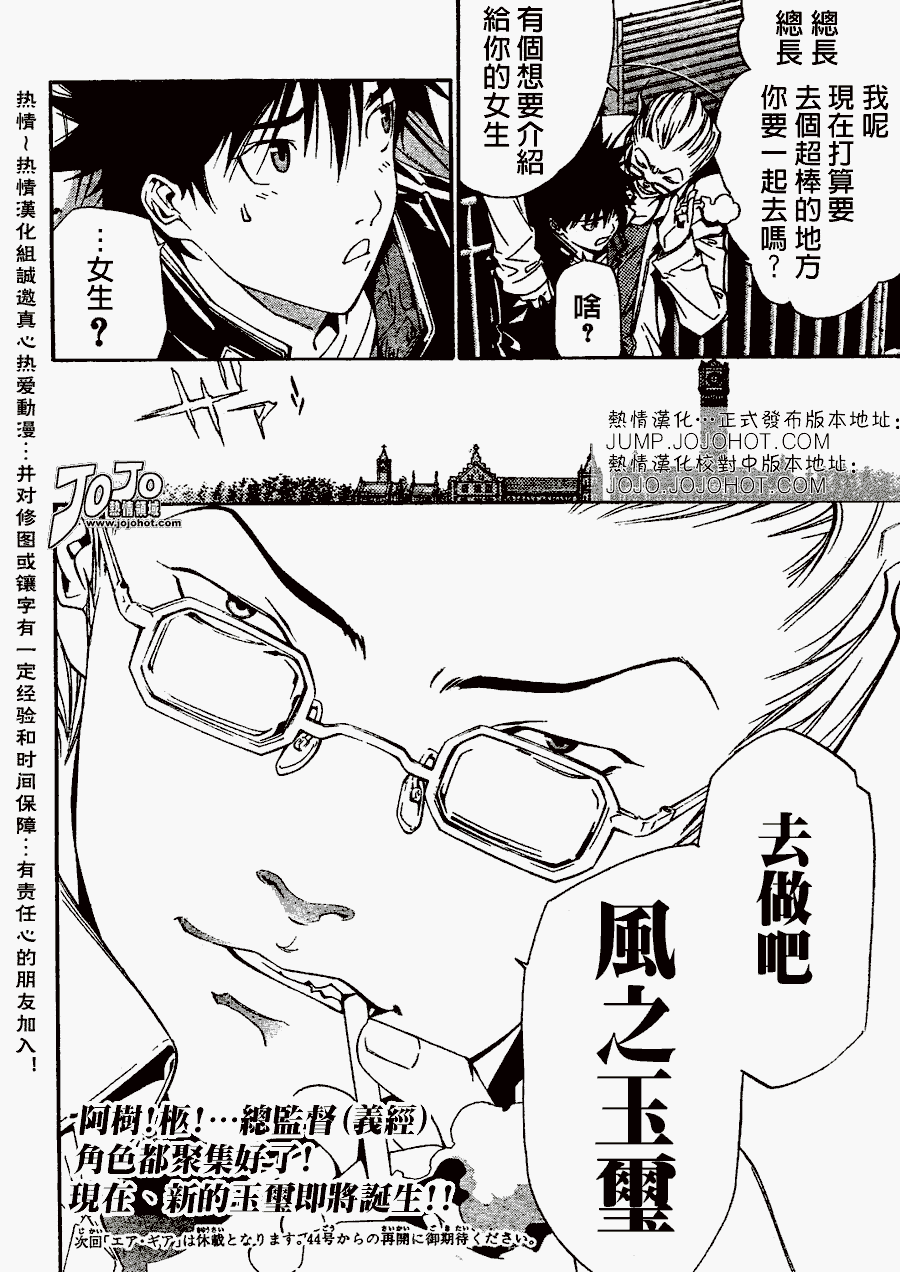 總長
總長
我呢
現在打算要
去個超棒的地方
你要一起去嗎？
有個想要介紹
給你的女生
啥？
…女生？
ザァ
熱情漢化…正式發布版本地址：
JUMP.JOJOHOT.COM
熱情漢化校對中版本地址：
JOJO.JOJOHOT.COM
JOJO
熱情領域
www.jojohot.com
热情～热情漢化組誠邀真心热爱動漫…并对修图或镶字有一定经验和时间保障…有责任心的朋友加入！
去做吧
風之玉璽
阿樹！柩！…總監督（義經）
角色都聚集好了！
現在、新的玉璽即將誕生！！
次回「エア・ギア」は休載となります。44号からの再開に御期待ください。